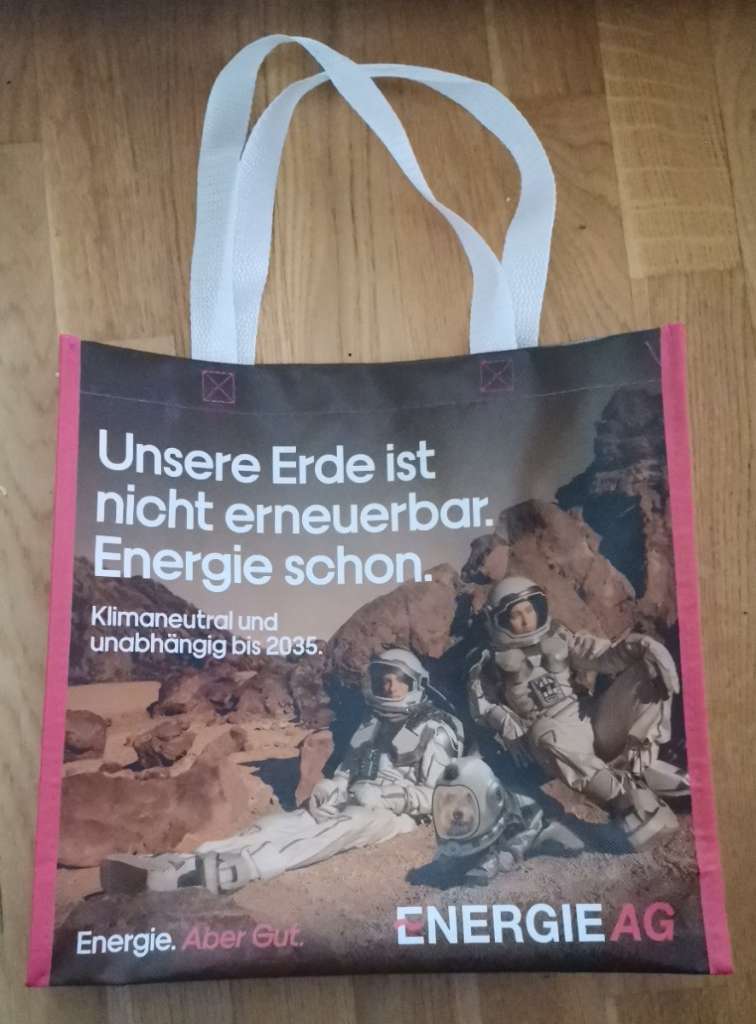 Unsere Erde ist
nicht erneuerbar.
Energie schon.
Klimaneutral und
unabhängig bis 2035.
Energie. Aber Gut.
ENERGIE AG